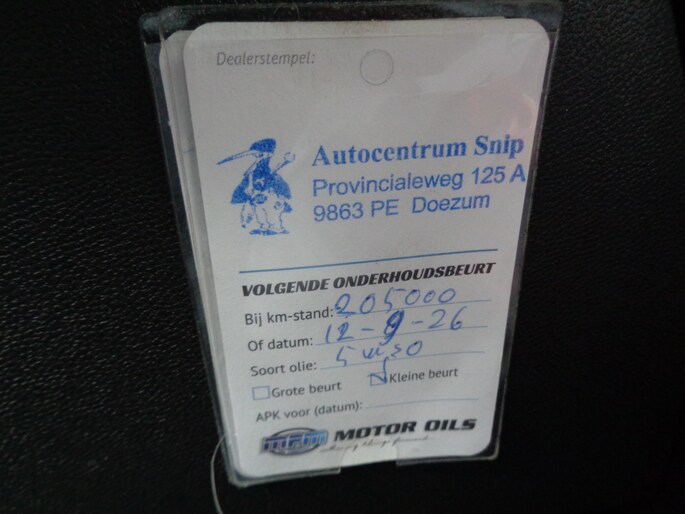 Dealerstempel:
Autocentrum Snip
Provincialeweg 125 A
9863 PE Doezum
VOLGENDE ONDERHOUDSBEURT
Bij km-stand: 205000
Of datum: 12-9-26
Soort olie: 5w30
Grote beurt Kleine beurt
APK voor (datum):
MPM MOTOR OILS